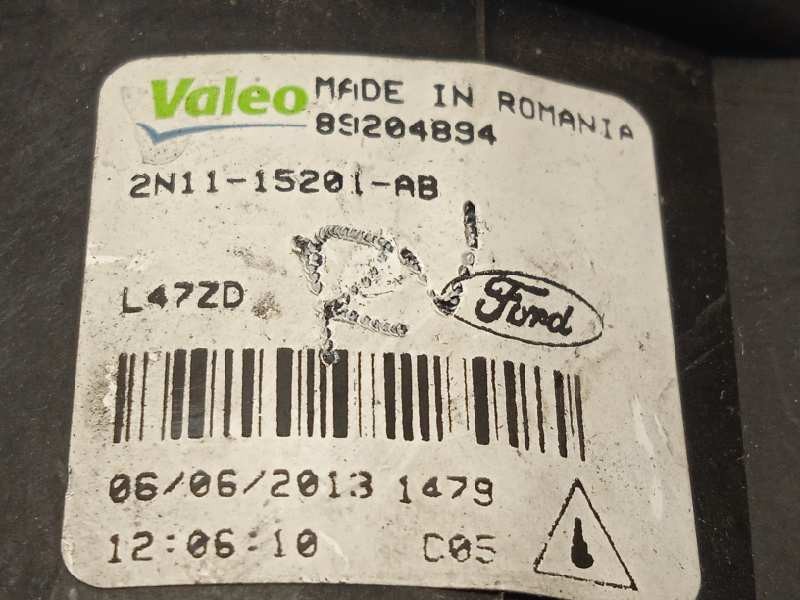 Valeo MADE IN ROMANIA
89204894
2N11-15201-AB
L47ZD
Ford
06/06/2013 1479
12:06:10 C05